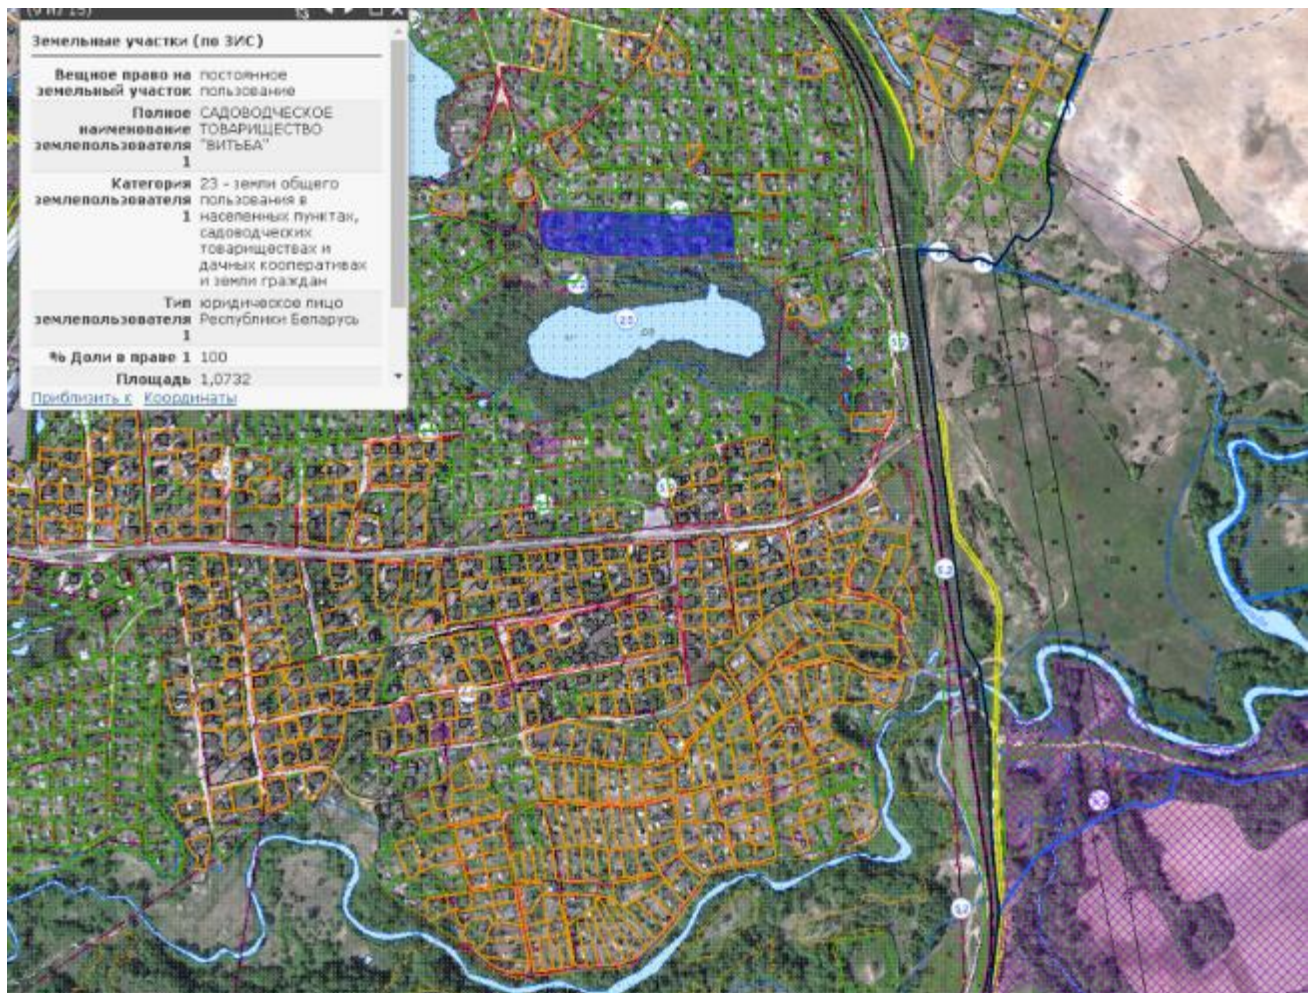 Земельные участки (по ЗИС)
Вещное право на земельный участок постоянное пользование
Полное наименование землепользователя 1 САДОВОДЧЕСКОЕ ТОВАРИЩЕСТВО "ВИТЬБА"
Категория землепользователя 1 23 - земли общего пользования в населенных пунктах, садоводческих товариществах и дачных кооперативах и земли граждан
Тип землепользователя 1 юридическое лицо Республики Беларусь
% Доли в праве 1 100
Площадь 1,0732
Приблизить к Координаты